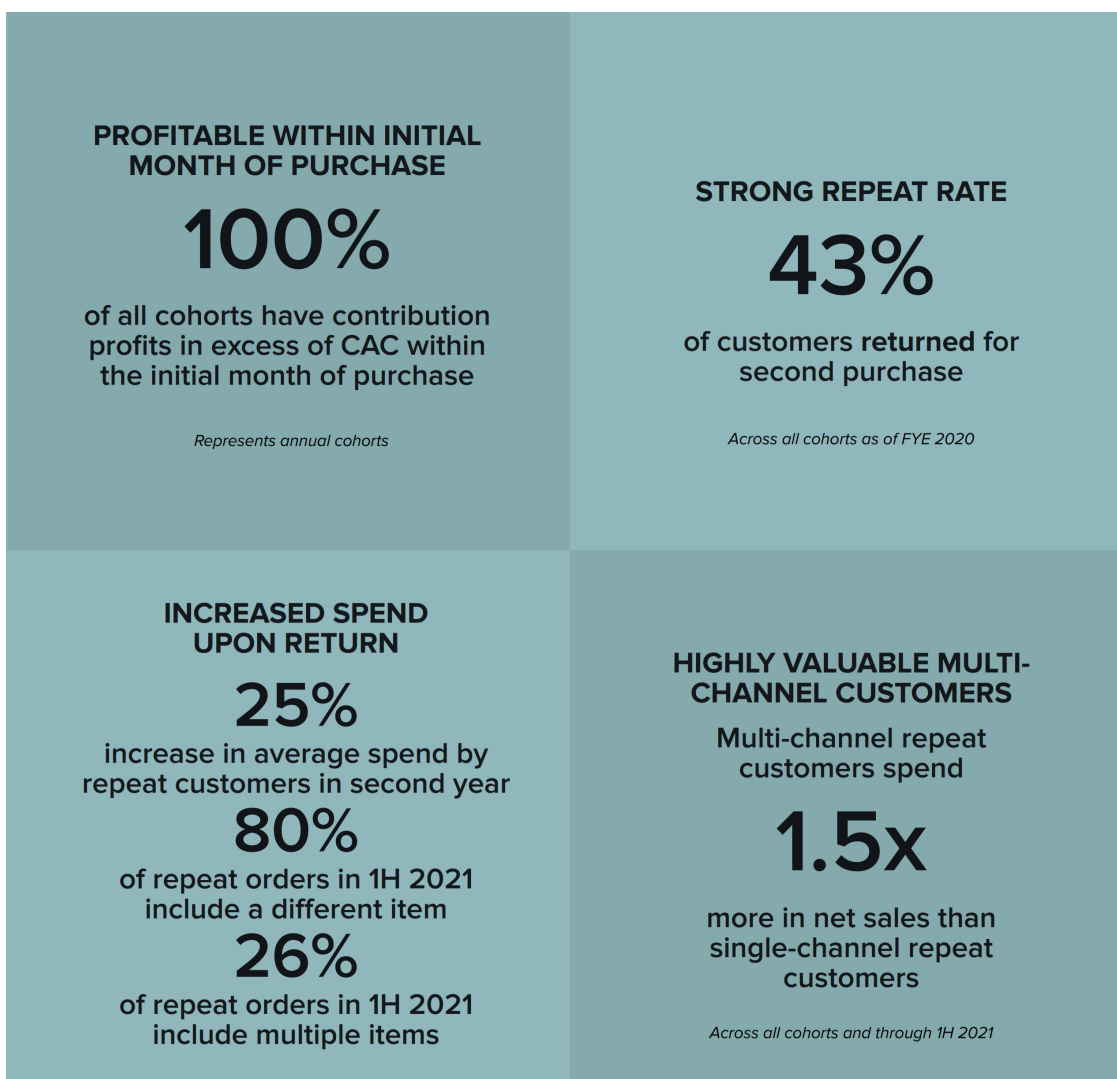 PROFITABLE WITHIN INITIAL
MONTH OF PURCHASE
100%
of all cohorts have contribution
profits in excess of CAC within
the initial month of purchase
Represents annual cohorts
STRONG REPEAT RATE
43%
of customers returned for
second purchase
Across all cohorts as of FYE 2020
INCREASED SPEND
UPON RETURN
25%
increase in average spend by
repeat customers in second year
80%
of repeat orders in 1H 2021
include a different item
26%
of repeat orders in 1H 2021
include multiple items
HIGHLY VALUABLE MULTI-
CHANNEL CUSTOMERS
Multi-channel repeat
customers spend
1.5x
more in net sales than
single-channel repeat
customers
Across all cohorts and through 1H 2021